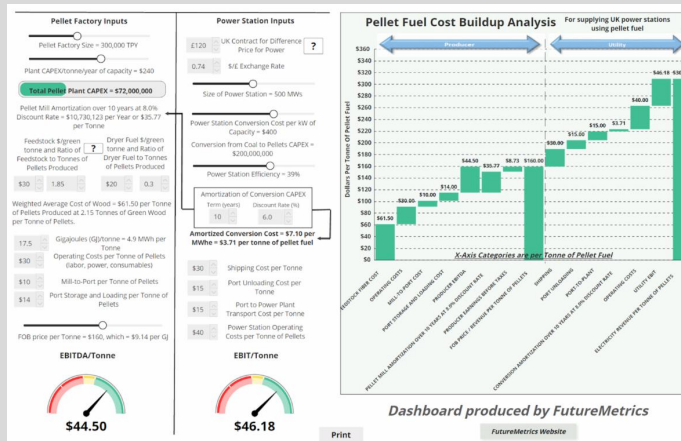 Pellet Factory Inputs
Pellet Factory Size = 300,000 TPY
Plant CAPEX/tonne/year of capacity = $240
Total Pellet Plant CAPEX = $72,000,000
Pellet Mill Amortization over 10 years at 8.0%
Discount Rate = $10,730,123 per Year or $35.77
per Tonne
Feedstock $/green
tonne and Ratio of
Feedstock to Tonnes of
Pellets Produced
?
Dryer Fuel $/green
tonne and Ratio of
Dryer Fuel to Tonnes
of Pellets Produced
$30
1.85
$20
0.3
Weighted Average Cost of Wood = $61.50 per Tonne
of Pellets Produced at 2.15 Tonnes of Green Wood
per Tonne of Pellets.
17.5
Gigajoules (GJ)/tonne = 4.9 MWh per
Tonne
$30
Operating Costs per Tonne of Pellets
(labor, power, consumables)
$10
Mill-to-Port per Tonne of Pellets
$14
Port Storage and Loading per Tonne of
Pellets
FOB price per Tonne = $160, which = $9.14 per GJ
EBITDA/Tonne
$44.50
Power Station Inputs
£120
UK Contract for Difference
Price for Power
?
0.74
$/£ Exchange Rate
Size of Power Station = 500 MWs
Power Station Conversion Cost per kW of
Capacity = $400
Conversion from Coal to Pellets CAPEX =
$200,000,000
Power Station Efficiency = 39%
Amortization of Conversion CAPEX
Term (years)
Discount Rate (%)
10
6.0
Amortized Conversion Cost = $7.10 per
MWhe = $3.71 per tonne of pellet fuel
$30
Shipping Cost per Tonne
$15
Port Unloading Cost per
Tonne
$15
Port to Power Plant
Transport Cost per Tonne
$40
Power Station Operating
Costs per Tonne of Pellets
EBIT/Tonne
$46.18
Print
Pellet Fuel Cost Buildup Analysis
For supplying UK power stations
using pellet fuel
Producer
Utility
Dollars Per Tonne Of Pellet Fuel
$360
$340
$320
$300
$280
$260
$240
$220
$200
$180
$160
$140
$120
$100
$80
$60
$40
$20
$0
$61.50
$30.00
$10.00
$14.00
$44.50
$35.77
$8.73
$160.00
$30.00
$15.00
$15.00
$3.71
$40.00
$46.18
X-Axis Categories are per Tonne of Pellet Fuel
FEEDSTOCK FIBER COST
OPERATING COSTS
MILL-TO-PORT COST
PORT STORAGE AND LOADING COST
PRODUCER EBITDA
PELLET MILL AMORTIZATION OVER 10 YEARS AT 8.0% DISCOUNT RATE
PRODUCER EARNINGS BEFORE TAXES
FOB PRICE / REVENUE PER TONNE OF PELLETS
SHIPPING
PORT UNLOADING
PORT-TO-PLANT
CONVERSION AMORTIZATION OVER 10 YEARS AT 6.0% DISCOUNT RATE
OPERATING COSTS
UTILITY EBIT
ELECTRICITY REVENUE PER TONNE OF PELLETS
Dashboard produced by FutureMetrics
FutureMetrics Website